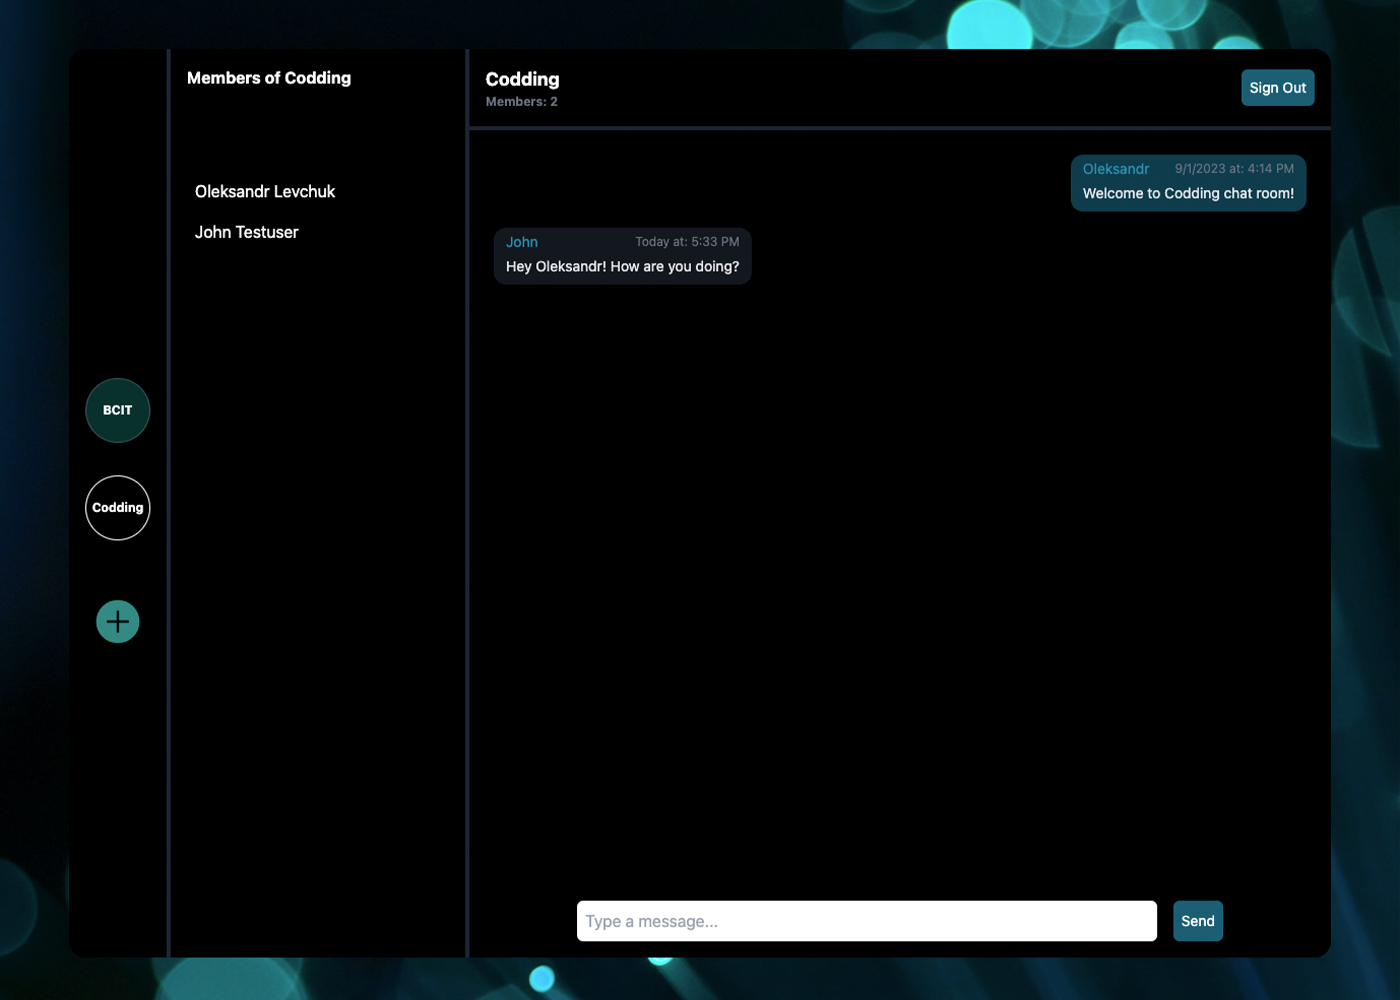 BCIT
Codding
Members of Codding
Oleksandr Levchuk
John Testuser
Codding
Members: 2
Sign Out
Oleksandr 9/1/2023 at: 4:14 PM
Welcome to Codding chat room!
John Today at: 5:33 PM
Hey Oleksandr! How are you doing?
Type a message...
Send